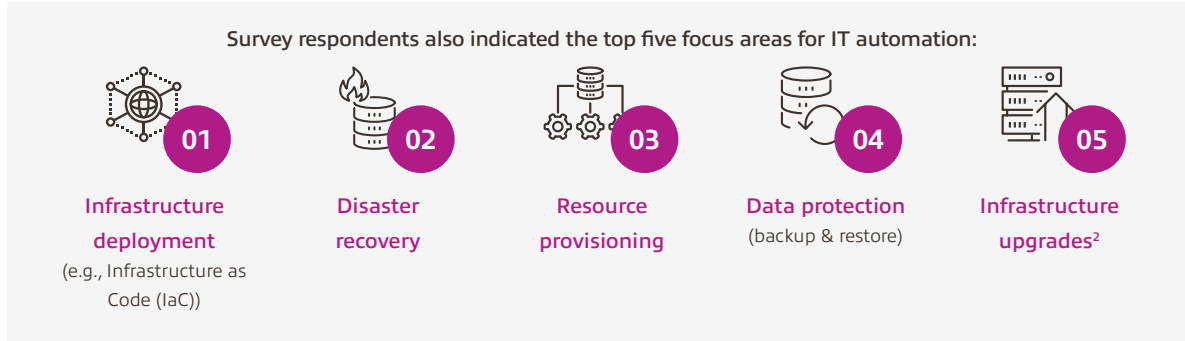 Survey respondents also indicated the top five focus areas for IT automation:
01
Infrastructure
deployment
(e.g., Infrastructure as
Code (IaC))
02
Disaster
recovery
03
Resource
provisioning
04
Data protection
(backup & restore)
05
Infrastructure
upgrades²